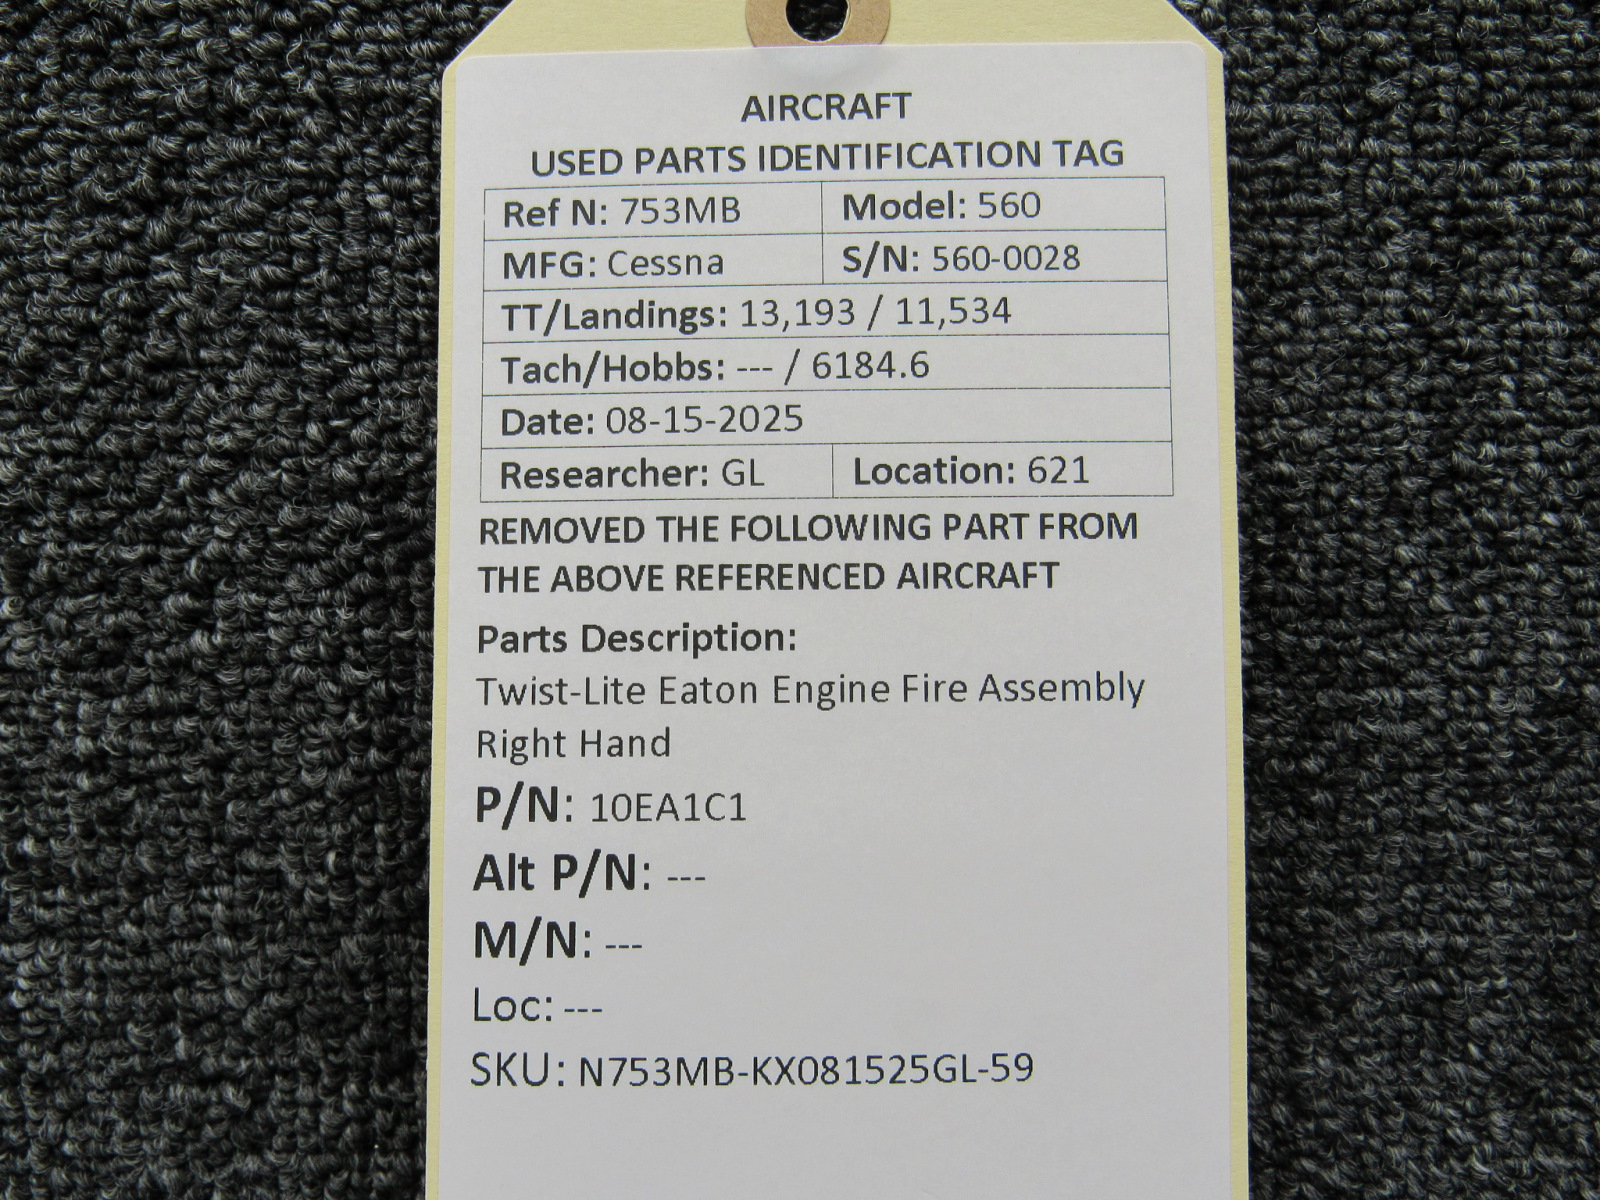 AIRCRAFT
USED PARTS IDENTIFICATION TAG
Ref N: 753MB Model: 560
MFG: Cessna S/N: 560-0028
TT/Landings: 13,193 / 11,534
Tach/Hobbs: --- / 6184.6
Date: 08-15-2025
Researcher: GL Location: 621
REMOVED THE FOLLOWING PART FROM
THE ABOVE REFERENCED AIRCRAFT
Parts Description:
Twist-Lite Eaton Engine Fire Assembly
Right Hand
P/N: 10EA1C1
Alt P/N: ---
M/N: ---
Loc: ---
SKU: N753MB-KX081525GL-59